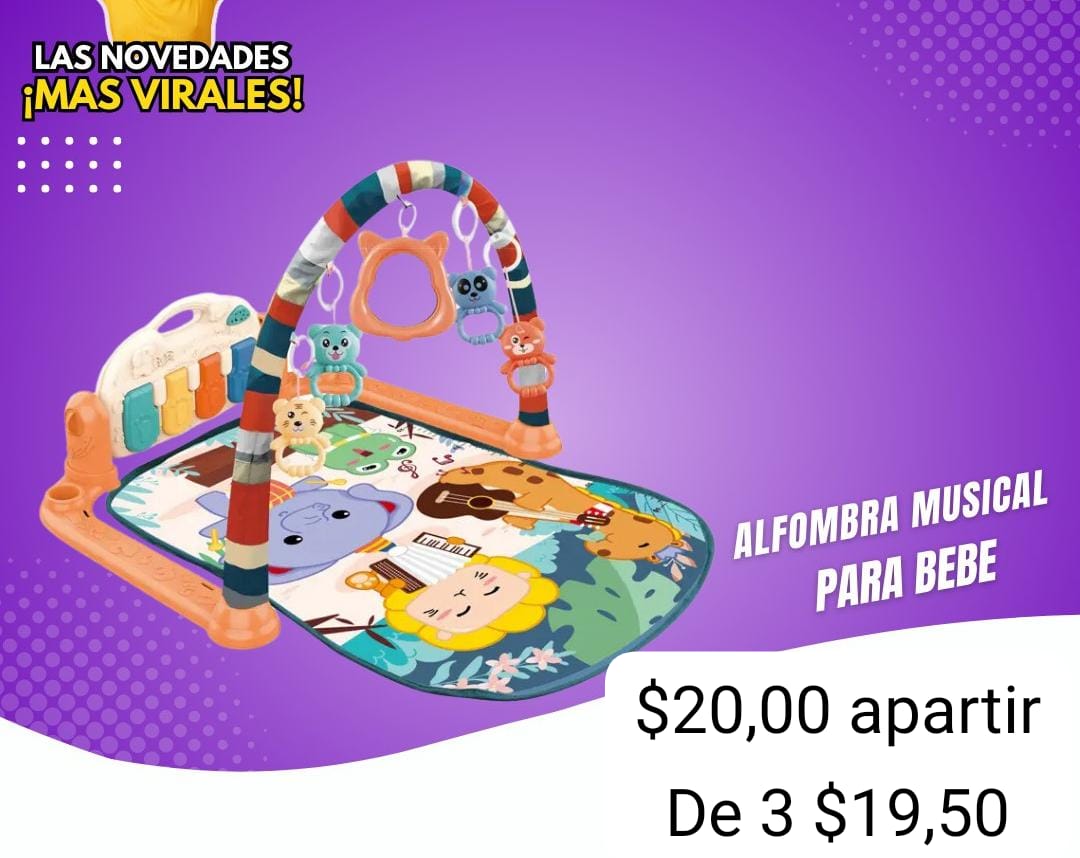 LAS NOVEDADES
¡MAS VIRALES!
ALFOMBRA MUSICAL
PARA BEBE
$20,00 apartir
De 3 $19,50